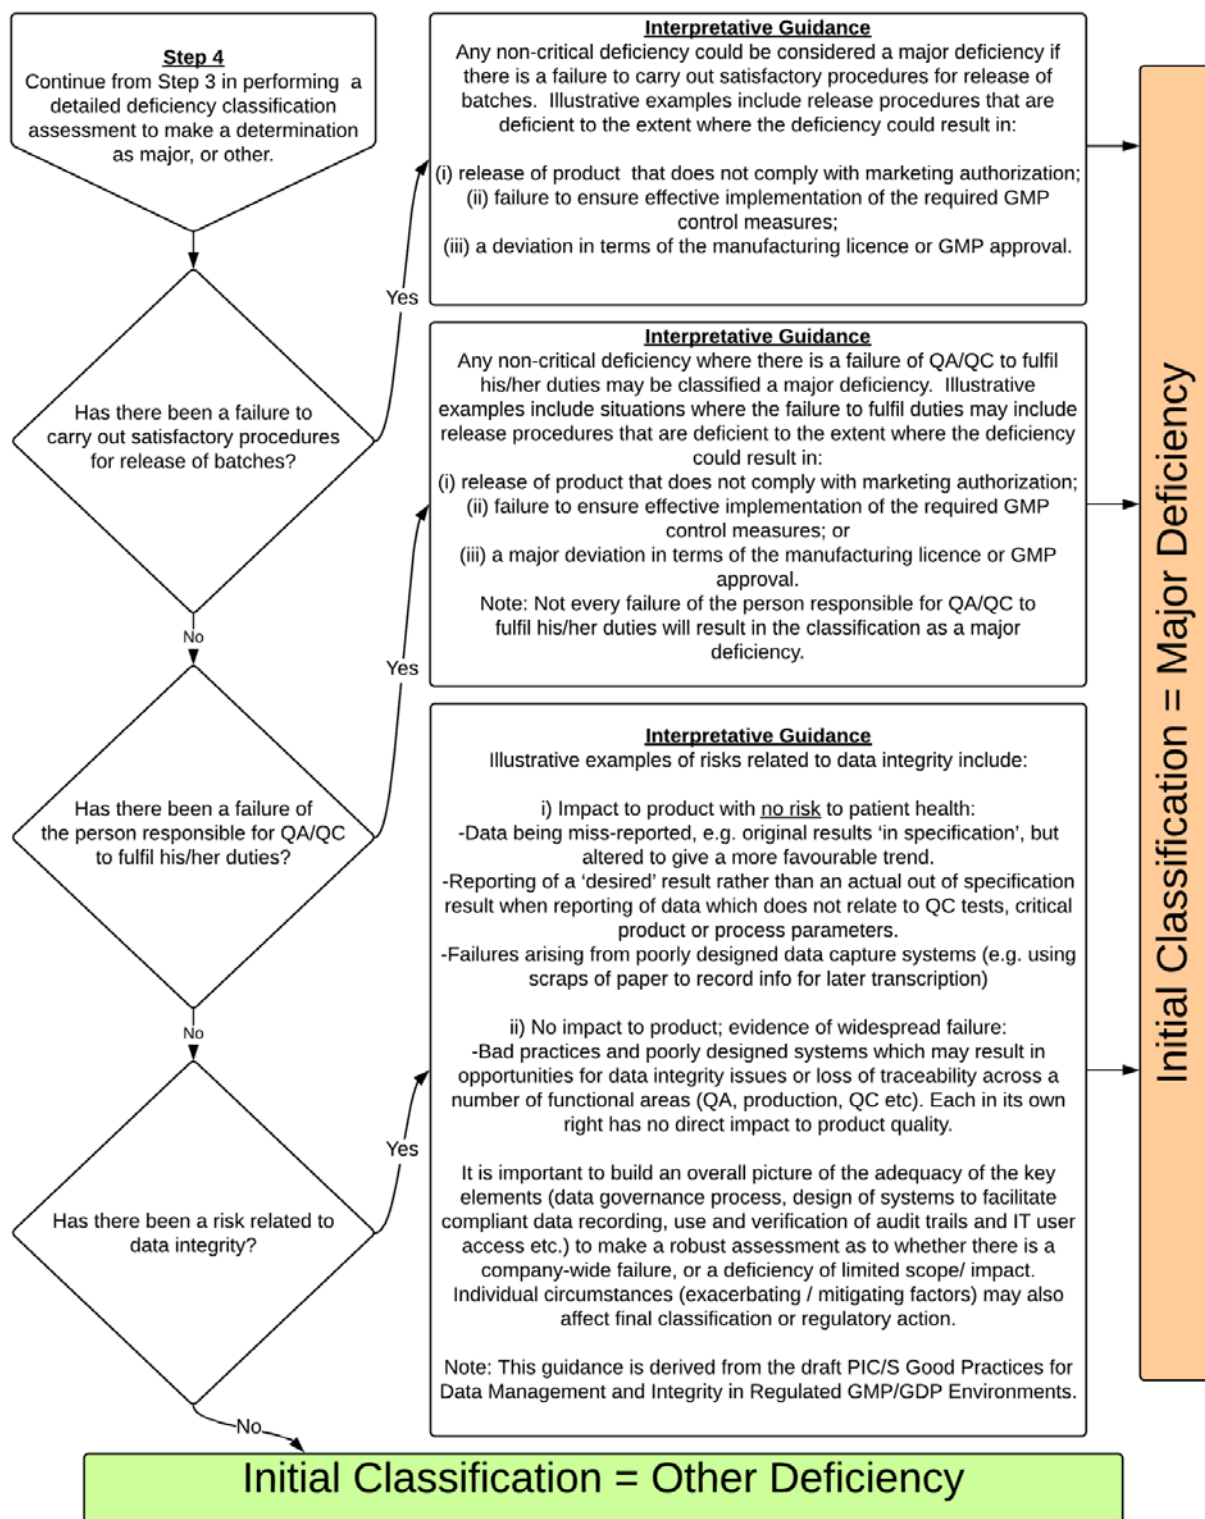 Step 4
Continue from Step 3 in performing a
detailed deficiency classification
assessment to make a determination
as major, or other.
Interpretative Guidance
Any non-critical deficiency could be considered a major deficiency if
there is a failure to carry out satisfactory procedures for release of
batches. Illustrative examples include release procedures that are
deficient to the extent where the deficiency could result in:
(i) release of product that does not comply with marketing authorization;
(ii) failure to ensure effective implementation of the required GMP
control measures;
(iii) a deviation in terms of the manufacturing licence or GMP approval.
Yes
Has there been a failure to
carry out satisfactory procedures
for release of batches?
Interpretative Guidance
Any non-critical deficiency where there is a failure of QA/QC to fulfil
his/her duties may be classified a major deficiency. Illustrative
examples include situations where the failure to fulfil duties may include
release procedures that are deficient to the extent where the deficiency
could result in:
(i) release of product that does not comply with marketing authorization;
(ii) failure to ensure effective implementation of the required GMP
control measures; or
(iii) a major deviation in terms of the manufacturing licence or GMP
approval.
Note: Not every failure of the person responsible for QA/QC to
fulfil his/her duties will result in the classification as a major
deficiency.
No
Yes
Has there been a failure of
the person responsible for QA/QC
to fulfil his/her duties?
Interpretative Guidance
Illustrative examples of risks related to data integrity include:
i) Impact to product with no risk to patient health:
-Data being miss-reported, e.g. original results ‘in specification’, but
altered to give a more favourable trend.
-Reporting of a ‘desired’ result rather than an actual out of specification
result when reporting of data which does not relate to QC tests, critical
product or process parameters.
-Failures arising from poorly designed data capture systems (e.g. using
scraps of paper to record info for later transcription)
ii) No impact to product; evidence of widespread failure:
-Bad practices and poorly designed systems which may result in
opportunities for data integrity issues or loss of traceability across a
number of functional areas (QA, production, QC etc). Each in its own
right has no direct impact to product quality.
It is important to build an overall picture of the adequacy of the key
elements (data governance process, design of systems to facilitate
compliant data recording, use and verification of audit trails and IT user
access etc.) to make a robust assessment as to whether there is a
company-wide failure, or a deficiency of limited scope/ impact.
Individual circumstances (exacerbating / mitigating factors) may also
affect final classification or regulatory action.
Note: This guidance is derived from the draft PIC/S Good Practices for
Data Management and Integrity in Regulated GMP/GDP Environments.
No
Yes
Has there been a risk related to
data integrity?
No
Initial Classification = Major Deficiency
Initial Classification = Other Deficiency